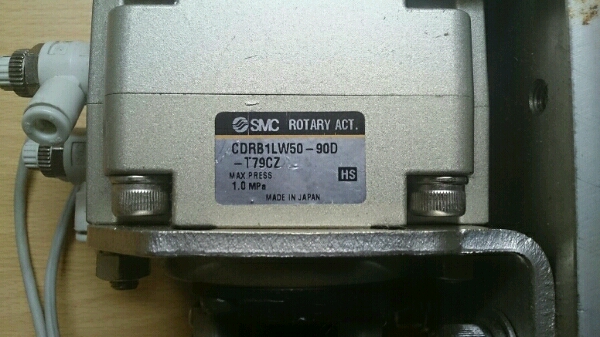 SMC ROTARY ACT.
CDRB1LW50-90D
-T79CZ
MAX PRESS
1.0 MPa
HS
MADE IN JAPAN